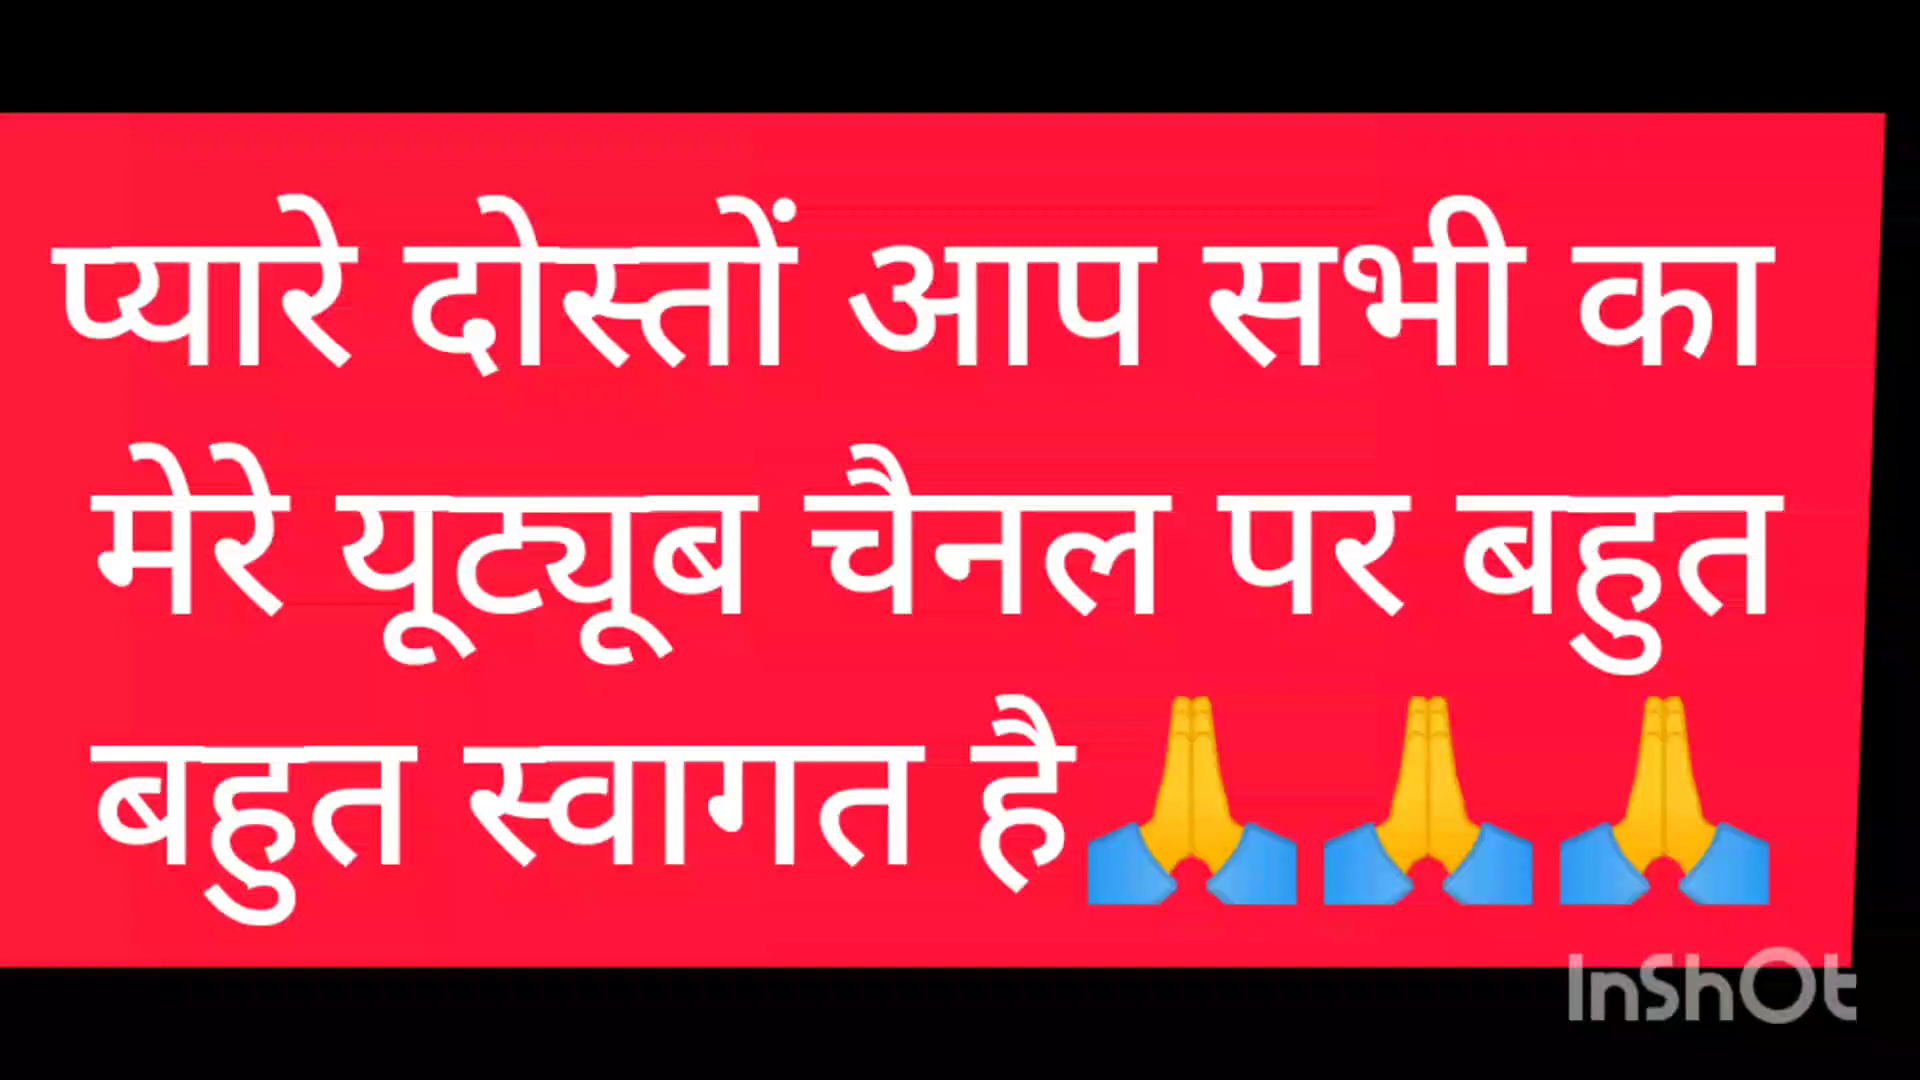 प्यारे दोस्तों आप सभी का
मेरे यूट्यूब चैनल पर बहुत
बहुत स्वागत है🙏🙏🙏
InShOt